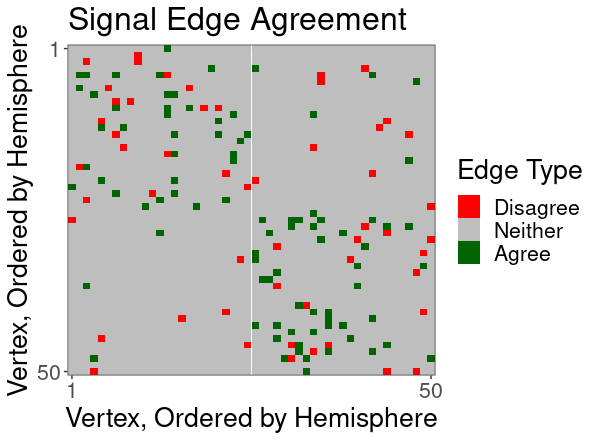 Signal Edge Agreement
Vertex, Ordered by Hemisphere
1
50
1
50
Vertex, Ordered by Hemisphere
Edge Type
Disagree
Neither
Agree